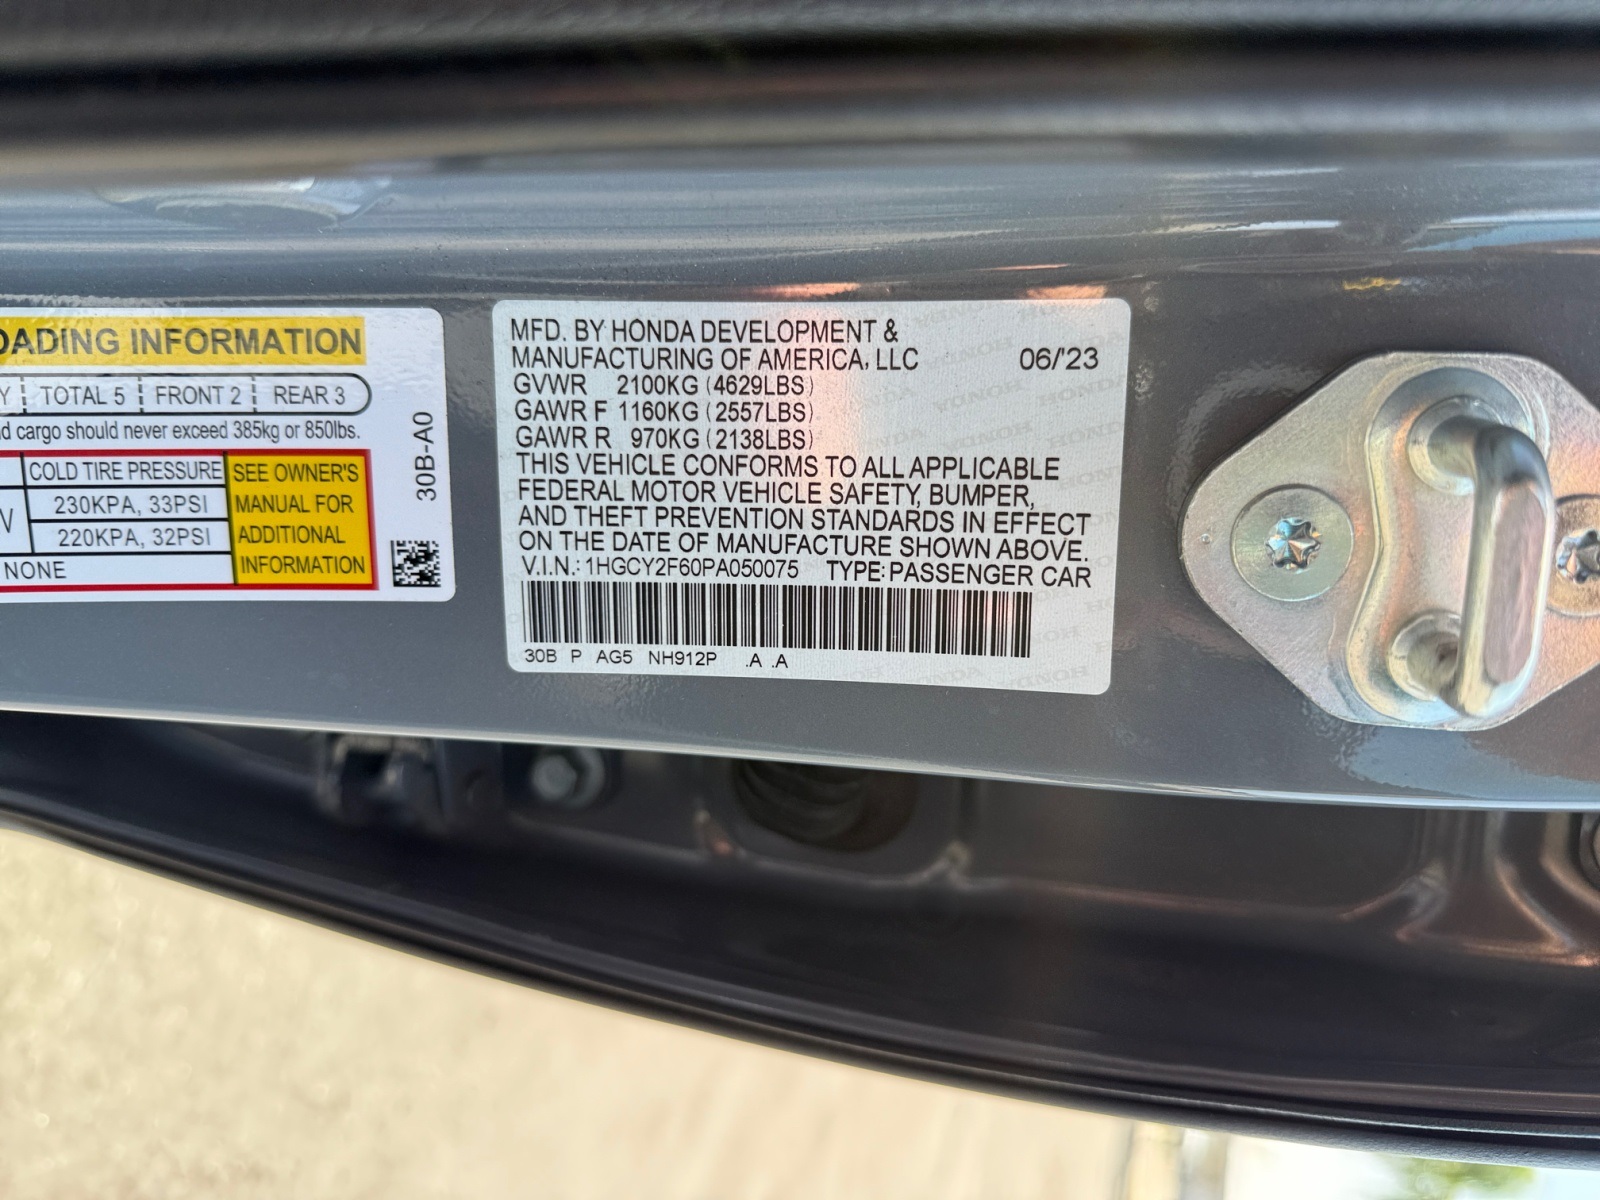 OADING INFORMATION
Y TOTAL 5 FRONT 2 REAR 3
d cargo should never exceed 385kg or 850lbs.
COLD TIRE PRESSURE
230KPA, 33PSI
V
220KPA, 32PSI
NONE
SEE OWNER'S
MANUAL FOR
ADDITIONAL
INFORMATION
30B-A0
MFD. BY HONDA DEVELOPMENT &
MANUFACTURING OF AMERICA, LLC 06/'23
GVWR 2100KG (4629LBS)
GAWR F 1160KG (2557LBS)
GAWR R 970KG (2138LBS)
THIS VEHICLE CONFORMS TO ALL APPLICABLE
FEDERAL MOTOR VEHICLE SAFETY, BUMPER,
AND THEFT PREVENTION STANDARDS IN EFFECT
ON THE DATE OF MANUFACTURE SHOWN ABOVE.
V.I.N.: 1HGCY2F60PA050075 TYPE: PASSENGER CAR
30B P AG5 NH912P .A .A